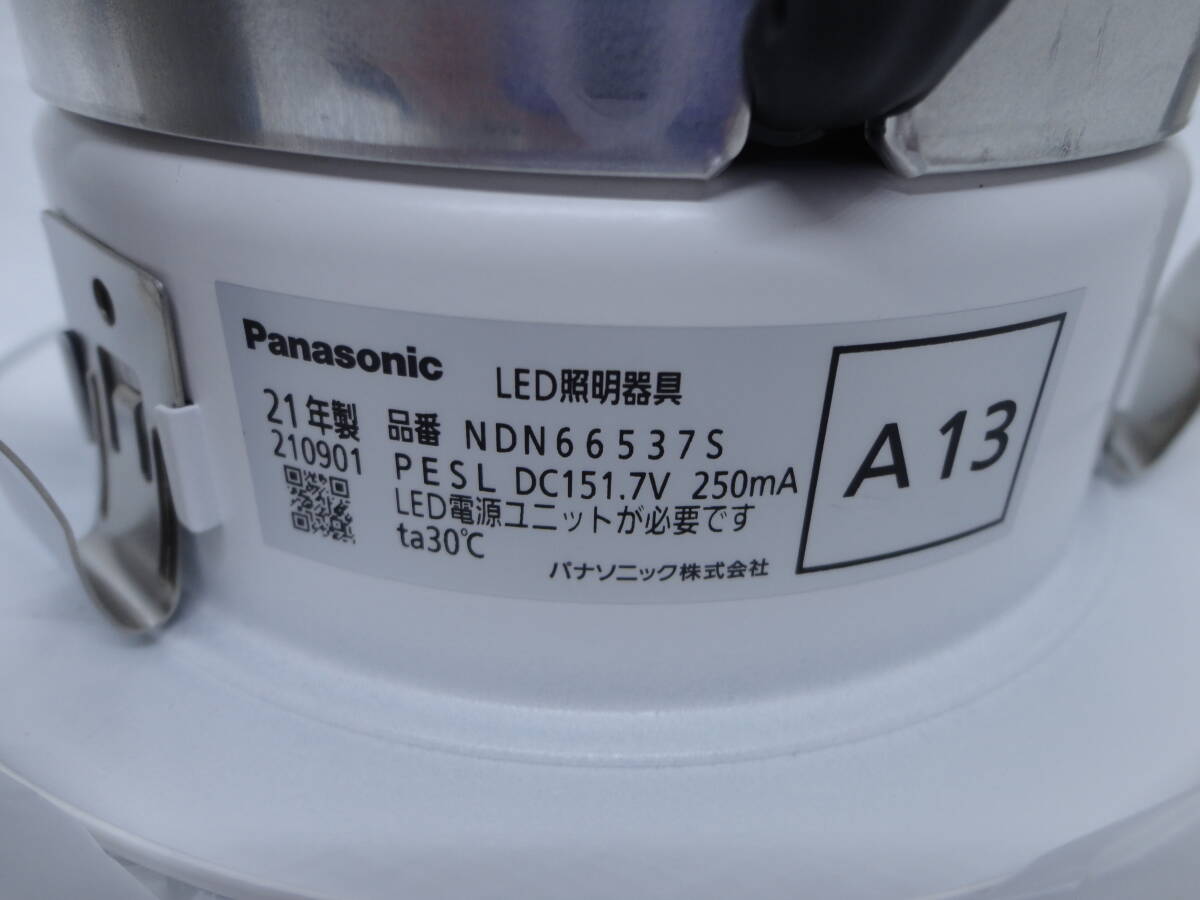 Panasonic
LED照明器具
21年製 品番 NDN66537S
210901 PESL DC151.7V 250mA
LED電源ユニットが必要です
ta30℃
パナソニック株式会社
A 13